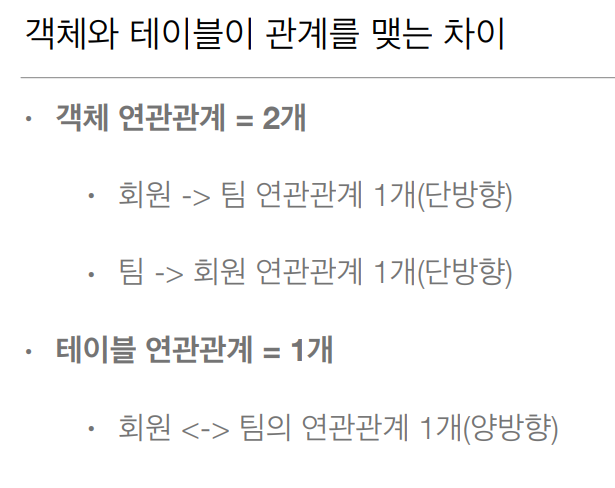 객체와 테이블이 관계를 맺는 차이
• 객체 연관관계 = 2개
• 회원 -> 팀 연관관계 1개(단방향)
• 팀 -> 회원 연관관계 1개(단방향)
• 테이블 연관관계 = 1개
• 회원 <-> 팀의 연관관계 1개(양방향)